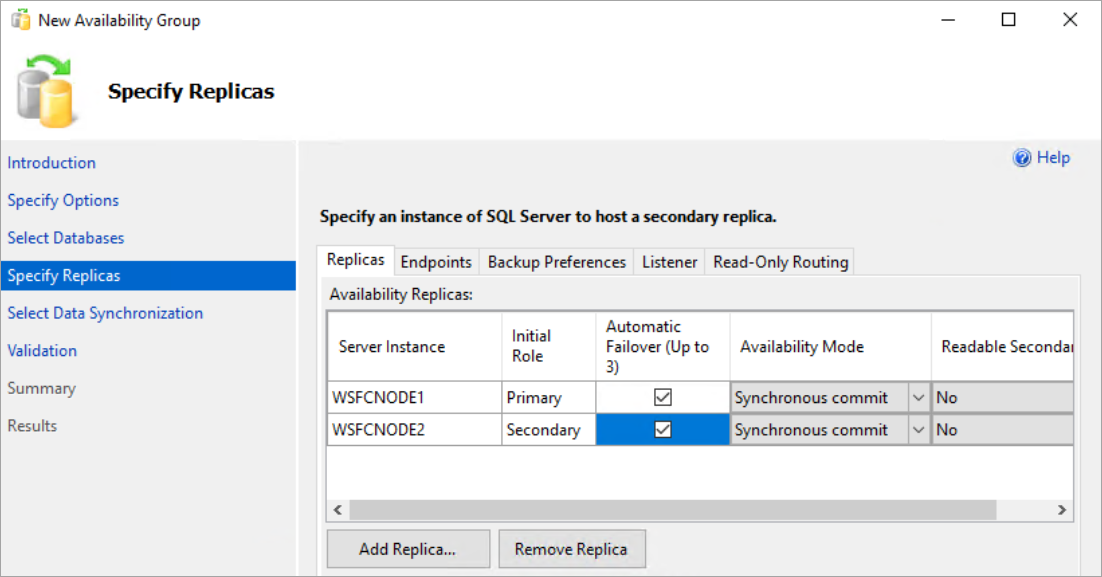 New Availability Group
Specify Replicas
Introduction
Specify Options
Select Databases
Specify Replicas
Select Data Synchronization
Validation
Summary
Results
Help
Specify an instance of SQL Server to host a secondary replica.
Replicas Endpoints Backup Preferences Listener Read-Only Routing
Availability Replicas:
Server Instance Initial Role Automatic Failover (Up to 3) Availability Mode Readable Secondar
WSFCNODE1 Primary Synchronous commit No
WSFCNODE2 Secondary Synchronous commit No
Add Replica... Remove Replica